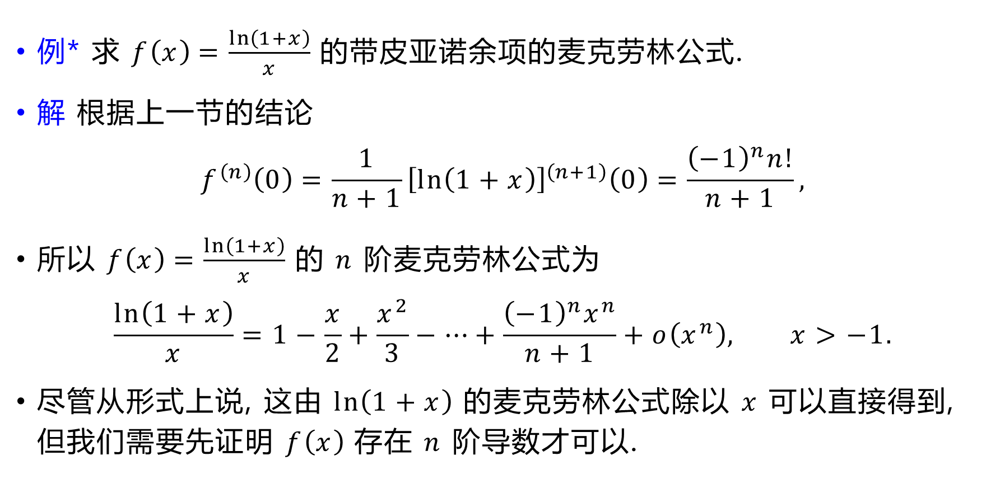 • 例* 求 f(x) = \frac{ln(1+x)}{x} 的带皮亚诺余项的麦克劳林公式.
• 解 根据上一节的结论
f^{(n)}(0) = \frac{1}{n+1}[ln(1+x)]^{(n+1)}(0) = \frac{(-1)^n n!}{n+1},
• 所以 f(x) = \frac{ln(1+x)}{x} 的 n 阶麦克劳林公式为
\frac{ln(1+x)}{x} = 1 - \frac{x}{2} + \frac{x^2}{3} - ⋯ + \frac{(-1)^n x^n}{n+1} + o(x^n), x > -1.
• 尽管从形式上说, 这由 ln(1+x) 的麦克劳林公式除以 x 可以直接得到,
但我们需要先证明 f(x) 存在 n 阶导数才可以.